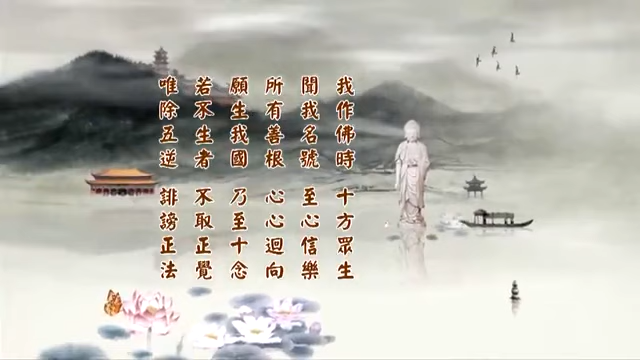 我作佛時 十方眾生
聞我名號 至心信樂
所有善根 心心迴向
願生我國 乃至十念
若不生者 不取正覺
唯除五逆 誹謗正法